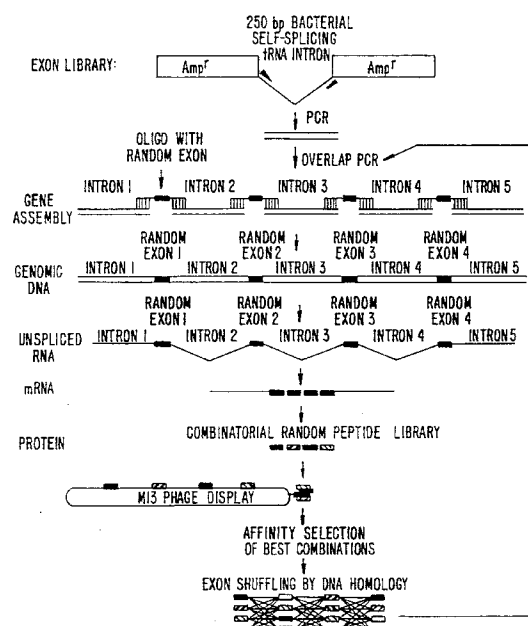 250 bp BACTERIAL
SELF-SPLICING
tRNA INTRON
EXON LIBRARY:
Ampr
Ampr
PCR
OLIGO WITH
RANDOM EXON
OVERLAP PCR
INTRON 1 INTRON 2 INTRON 3 INTRON 4 INTRON 5
GENE
ASSEMBLY
RANDOM
EXON 1
RANDOM
EXON 2
RANDOM
EXON 3
RANDOM
EXON 4
GENOMIC
DNA
INTRON 1 INTRON 2 INTRON 3 INTRON 4 INTRON 5
RANDOM
EXON 1
RANDOM
EXON 2
RANDOM
EXON 3
RANDOM
EXON 4
UNSPLICED
RNA
INTRON 1 INTRON 2 INTRON 3 INTRON 4 INTRON 5
mRNA
PROTEIN
COMBINATORIAL RANDOM PEPTIDE LIBRARY
M13 PHAGE DISPLAY
AFFINITY SELECTION
OF BEST COMBINATIONS
EXON SHUFFLING BY DNA HOMOLOGY